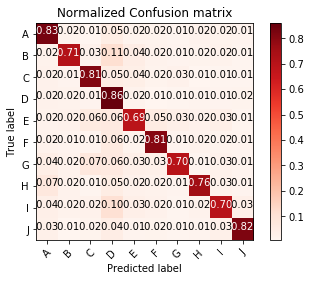 Normalized Confusion matrix
A 0.83 0.02 0.01 0.05 0.02 0.02 0.01 0.02 0.02 0.01
B 0.02 0.71 0.03 0.11 0.04 0.02 0.01 0.02 0.02 0.01
C 0.02 0.01 0.81 0.05 0.04 0.02 0.03 0.01 0.01 0.01
D 0.02 0.01 0.02 0.86 0.02 0.01 0.01 0.01 0.01 0.02
E 0.02 0.02 0.06 0.06 0.69 0.05 0.03 0.01 0.03 0.01
F 0.02 0.01 0.01 0.06 0.02 0.81 0.01 0.02 0.03
G 0.04 0.02 0.07 0.06 0.03 0.03 0.70 0.01 0.03 0.01
H 0.07 0.02 0.01 0.05 0.02 0.02 0.01 0.76 0.03 0.01
I 0.04 0.02 0.02 0.10 0.03 0.02 0.01 0.02 0.70 0.03
J 0.03 0.01 0.02 0.04 0.02 0.02 0.01 0.01 0.03 0.82
A B C D E F G H I J
Predicted label
True label
0.8
0.7
0.6
0.5
0.4
0.3
0.2
0.1